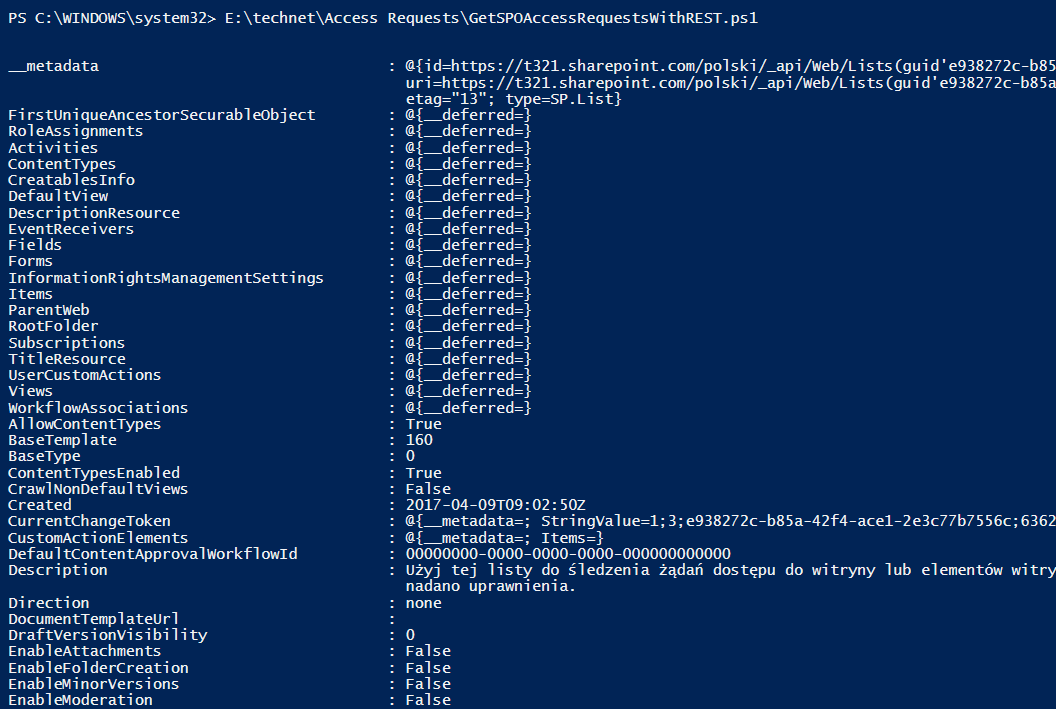 PS C:\WINDOWS\system32> E:\technet\Access Requests\GetSPOAccessRequestsWithREST.ps1
__metadata : @{id=https://t321.sharepoint.com/polski/_api/Web/Lists(guid'e938272c-b85
uri=https://t321.sharepoint.com/polski/_api/Web/Lists(guid'e938272c-b85a
etag="13"; type=SP.List}
FirstUniqueAncestorSecurableObject : @{__deferred=}
RoleAssignments : @{__deferred=}
Activities : @{__deferred=}
ContentTypes : @{__deferred=}
CreatablesInfo : @{__deferred=}
DefaultView : @{__deferred=}
DescriptionResource : @{__deferred=}
EventReceivers : @{__deferred=}
Fields : @{__deferred=}
Forms : @{__deferred=}
InformationRightsManagementSettings : @{__deferred=}
Items : @{__deferred=}
ParentWeb : @{__deferred=}
RootFolder : @{__deferred=}
Subscriptions : @{__deferred=}
TitleResource : @{__deferred=}
UserCustomActions : @{__deferred=}
Views : @{__deferred=}
WorkflowAssociations : @{__deferred=}
AllowContentTypes : True
BaseTemplate : 160
BaseType : 0
ContentTypesEnabled : True
CrawlNonDefaultViews : False
Created : 2017-04-09T09:02:50Z
CurrentChangeToken : @{__metadata=; StringValue=1;3;e938272c-b85a-42f4-ace1-2e3c77b7556c;6362
CustomActionElements : @{__metadata=; Items=}
DefaultContentApprovalWorkflowId : 00000000-0000-0000-0000-000000000000
Description : Użyj tej listy do śledzenia żądań dostępu do witryny lub elementów witry
nadano uprawnienia.
Direction : none
DocumentTemplateUrl :
DraftVersionVisibility : 0
EnableAttachments : False
EnableFolderCreation : False
EnableMinorVersions : False
EnableModeration : False